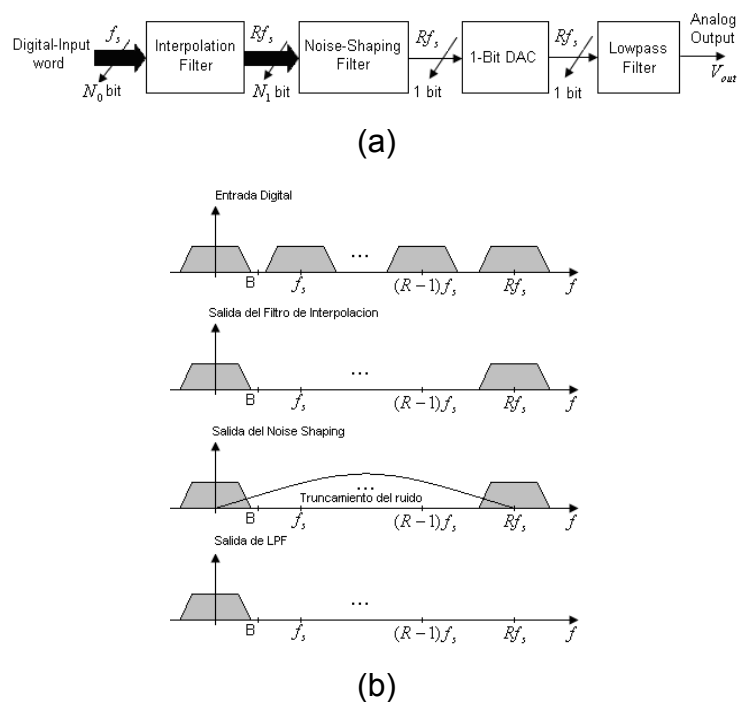 Digital-Input word
f_s
N_0 bit
Interpolation Filter
Rf_s
N_1 bit
Noise-Shaping Filter
Rf_s
1 bit
1-Bit DAC
Rf_s
1 bit
Lowpass Filter
Analog Output
V_out
(a)
Entrada Digital
...
B f_s (R-1)f_s Rf_s f
Salida del Filtro de Interpolacion
...
B f_s (R-1)f_s Rf_s f
Salida del Noise Shaping
...
Truncamiento del ruido
B f_s (R-1)f_s Rf_s f
Salida de LPF
...
B f_s (R-1)f_s Rf_s f
(b)